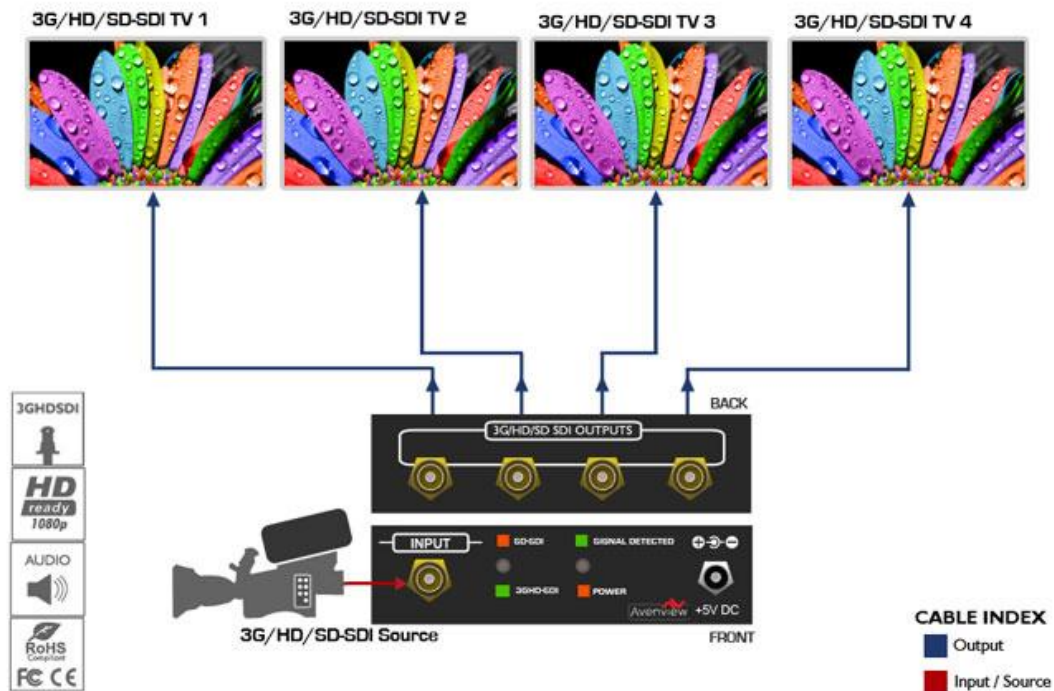 3G/HD/SD-SDI TV 1
3G/HD/SD-SDI TV 2
3G/HD/SD-SDI TV 3
3G/HD/SD-SDI TV 4
BACK
3G/HD/SD SDI OUTPUTS
3GHDSDI
HD
ready
1080p
AUDIO
RoHS
Compliant
FC CE
INPUT
SD-SDI
SIGNAL DETECTED
3GHD-SDI
POWER
Avenview
+5V DC
FRONT
3G/HD/SD-SDI Source
CABLE INDEX
Output
Input / Source